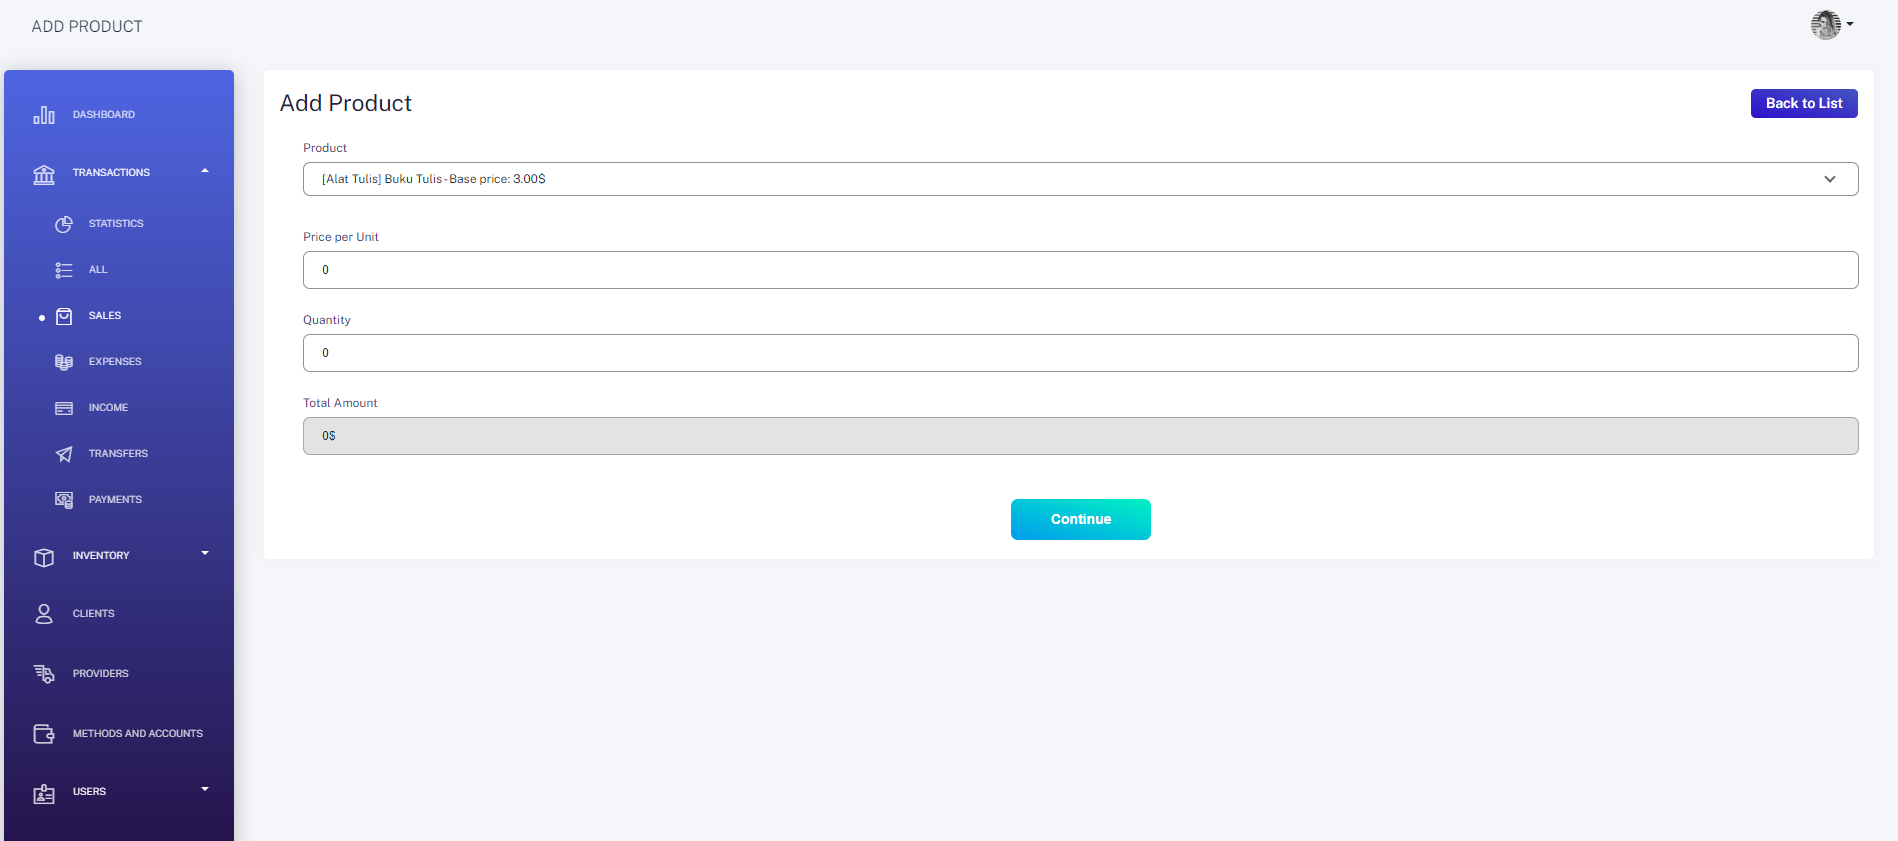 ADD PRODUCT
DASHBOARD
TRANSACTIONS
STATISTICS
ALL
SALES
EXPENSES
INCOME
TRANSFERS
PAYMENTS
INVENTORY
CLIENTS
PROVIDERS
METHODS AND ACCOUNTS
USERS
Add Product
Back to List
Product
[Alat Tulis] Buku Tulis - Base price: 3.00$
Price per Unit
0
Quantity
0
Total Amount
0$
Continue